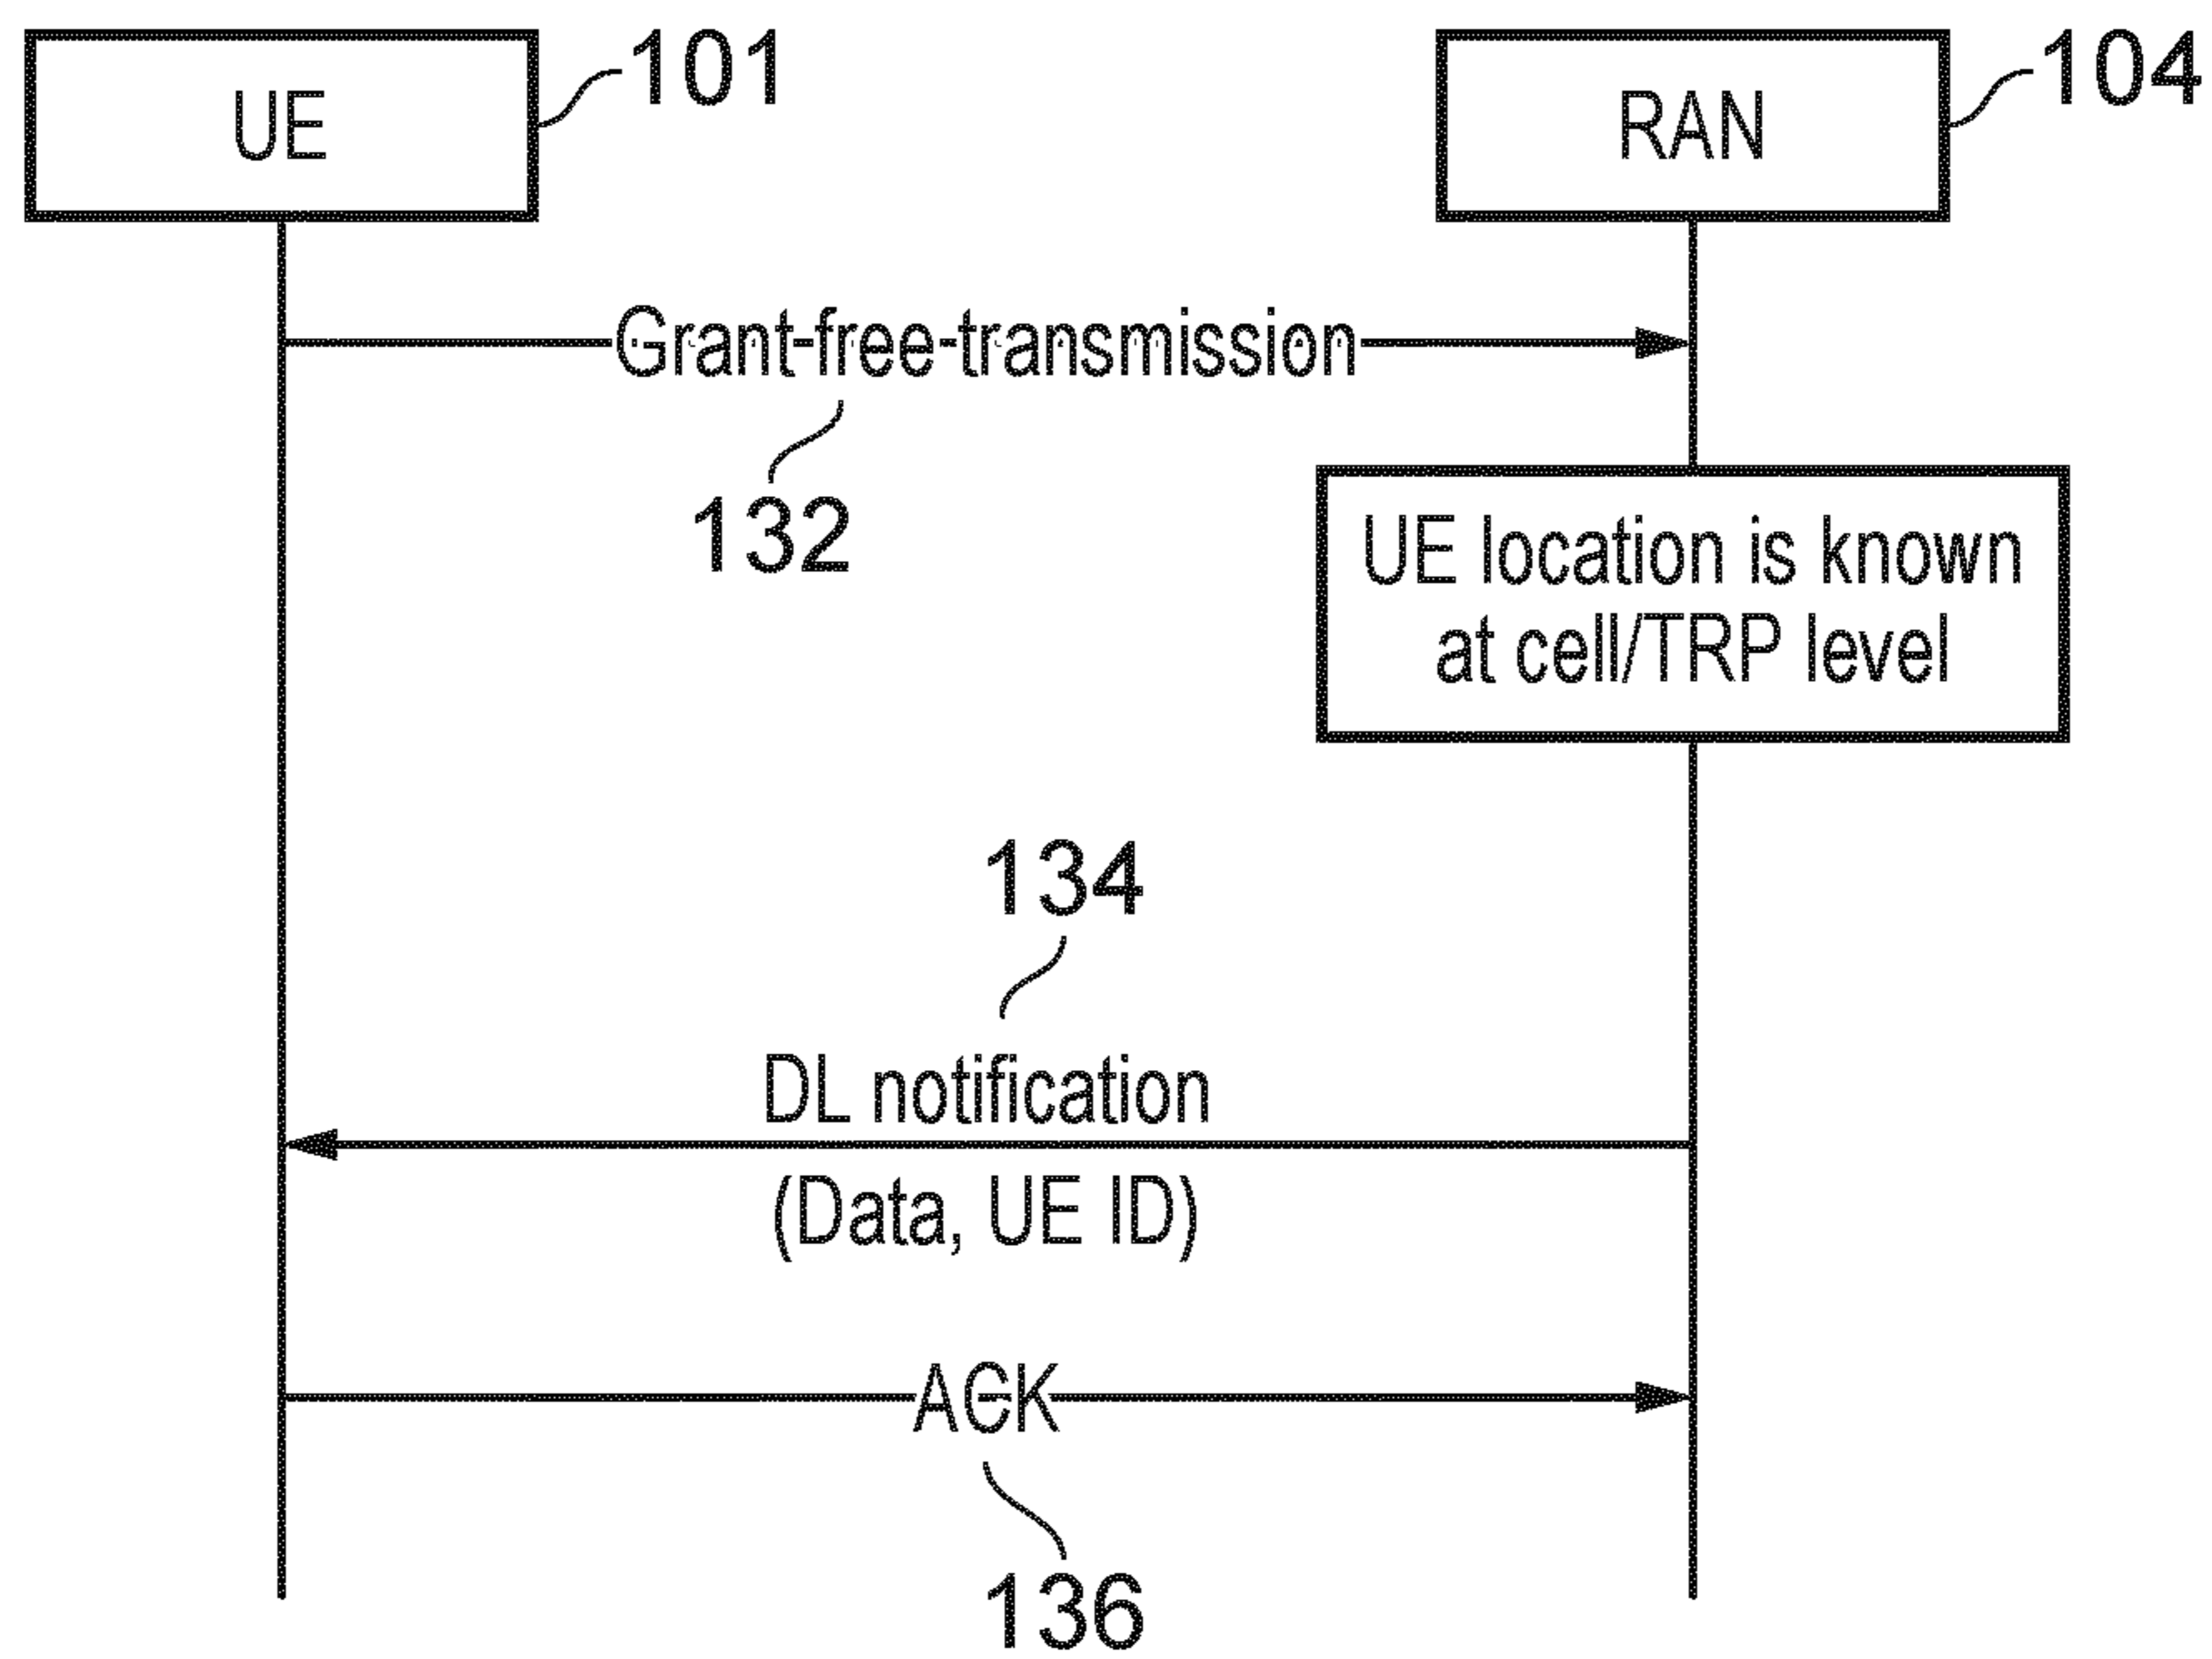 UE
101
RAN
104
Grant-free-transmission
132
UE location is known
at cell/TRP level
134
DL notification
(Data, UE ID)
ACK
136